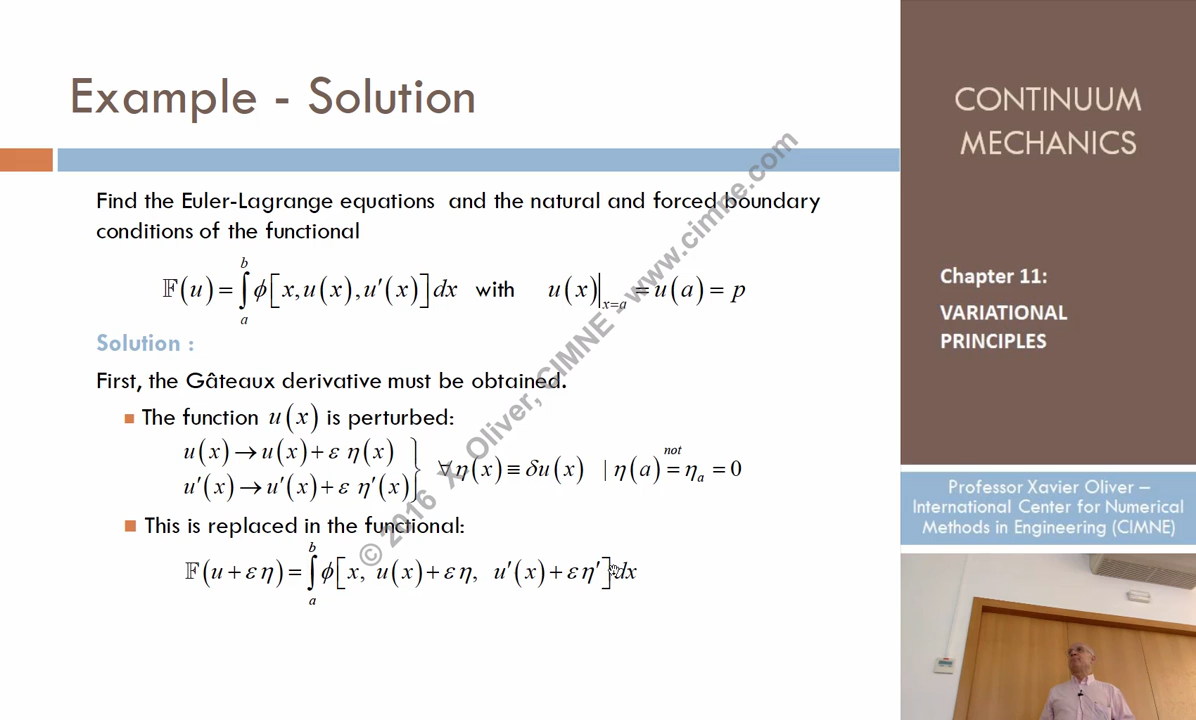 Example - Solution
Find the Euler-Lagrange equations and the natural and forced boundary
conditions of the functional
𝔽(u) = ∫_a^b ϕ[x, u(x), u′(x)] dx with u(x)|_{x=a} = u(a) = p
Solution :
First, the Gâteaux derivative must be obtained.
The function u(x) is perturbed:
u(x) → u(x) + ε η(x)
u′(x) → u′(x) + ε η′(x)
} ∀η(x) ≡ δu(x) | η(a) \overset{not}{=} η_a = 0
This is replaced in the functional:
𝔽(u + εη) = ∫_a^b ϕ[x, u(x) + εη, u′(x) + εη′] dx
© 2016 X. Oliver, CIMNE - www.cimne.com
CONTINUUM
MECHANICS
Chapter 11:
VARIATIONAL
PRINCIPLES
Professor Xavier Oliver –
International Center for Numerical
Methods in Engineering (CIMNE)